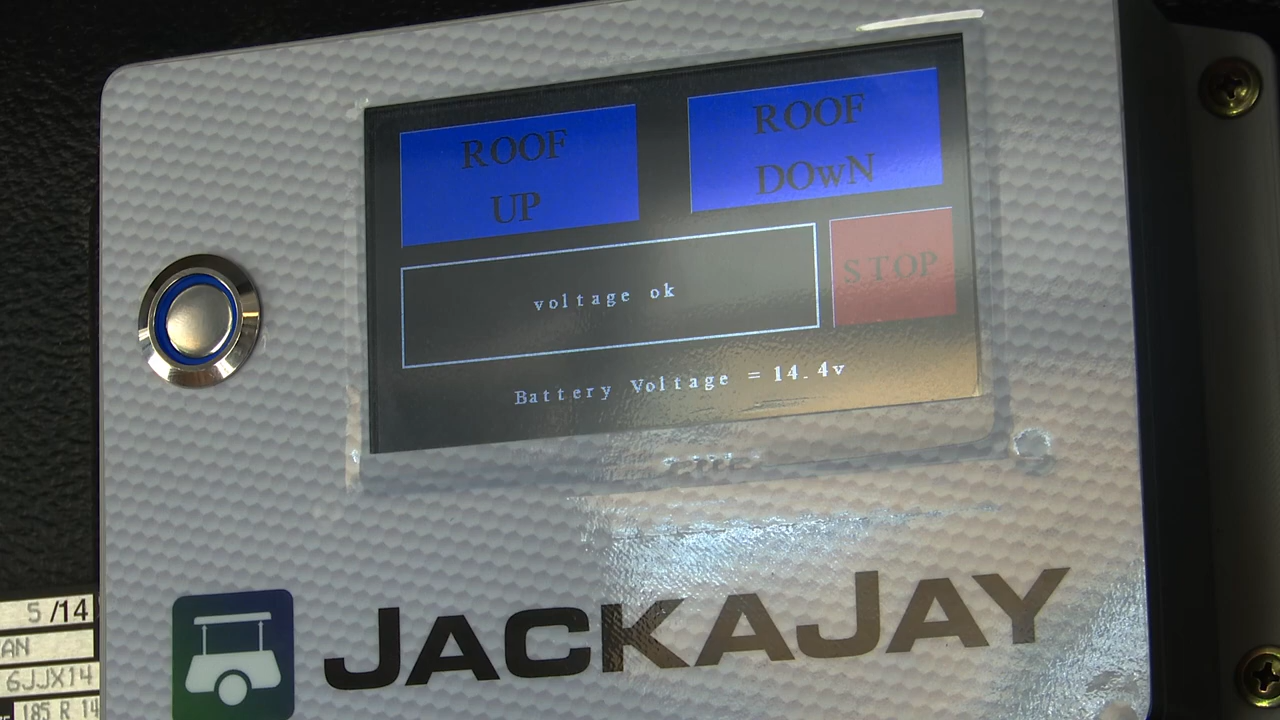 ROOF
UP
ROOF
DOwN
voltage ok
STOP
Battery Voltage = 14.4v
JACKAJAY
5/14
AN
6JJX14
185 R 14